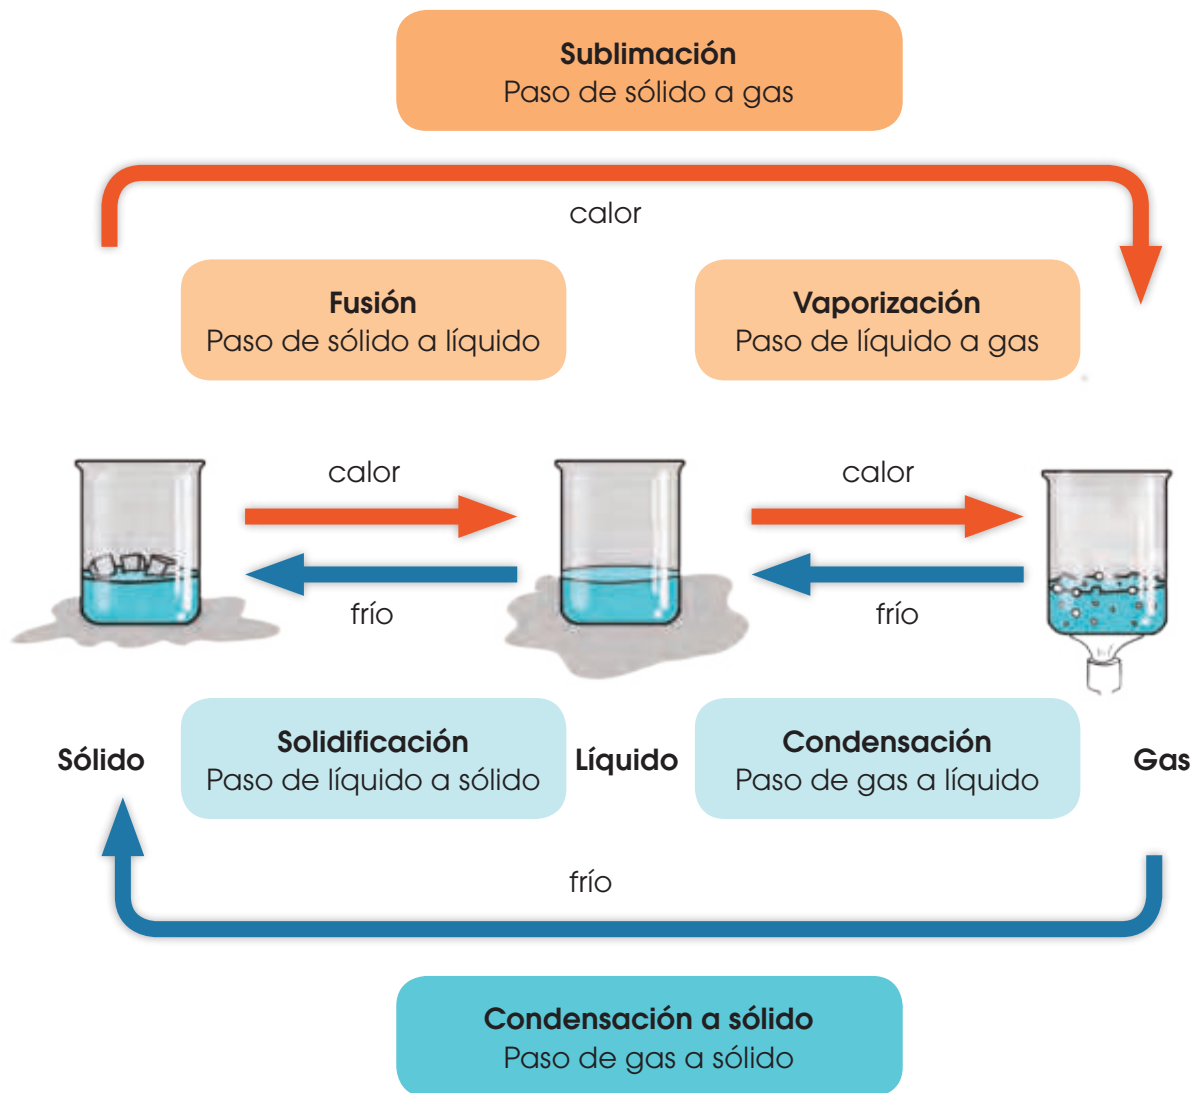 Sublimación
Paso de sólido a gas
calor
Fusión
Paso de sólido a líquido
Vaporización
Paso de líquido a gas
calor
calor
frío
frío
Sólido
Solidificación
Paso de líquido a sólido
Líquido
Condensación
Paso de gas a líquido
Gas
frío
Condensación a sólido
Paso de gas a sólido